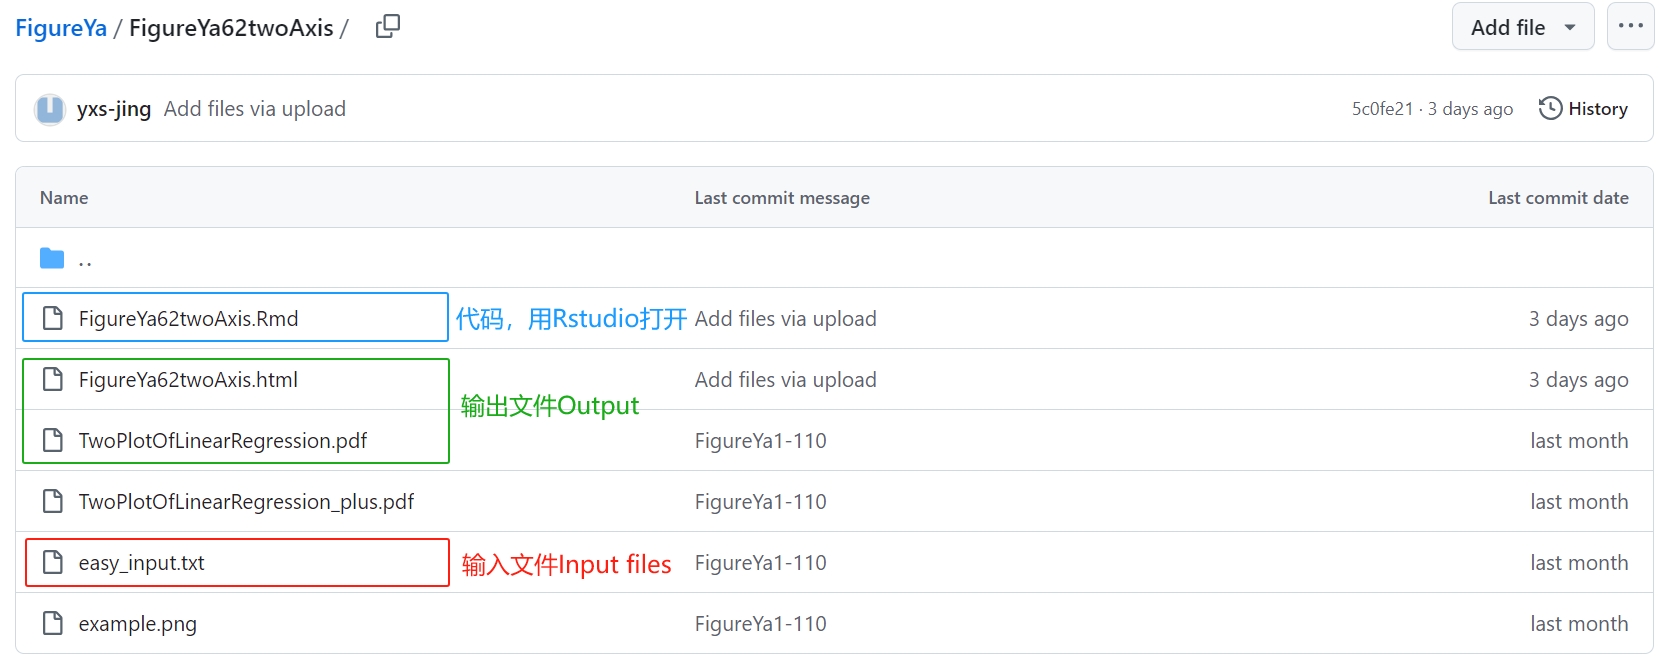 FigureYa / FigureYa62twoAxis /
Add file
yxs-jing Add files via upload
5c0fe21 · 3 days ago History
Name Last commit message Last commit date
..
FigureYa62twoAxis.Rmd 代码，用Rstudio打开 Add files via upload 3 days ago
FigureYa62twoAxis.html Add files via upload 3 days ago
输出文件Output
TwoPlotOfLinearRegression.pdf FigureYa1-110 last month
TwoPlotOfLinearRegression_plus.pdf FigureYa1-110 last month
easy_input.txt 输入文件Input files FigureYa1-110 last month
example.png FigureYa1-110 last month